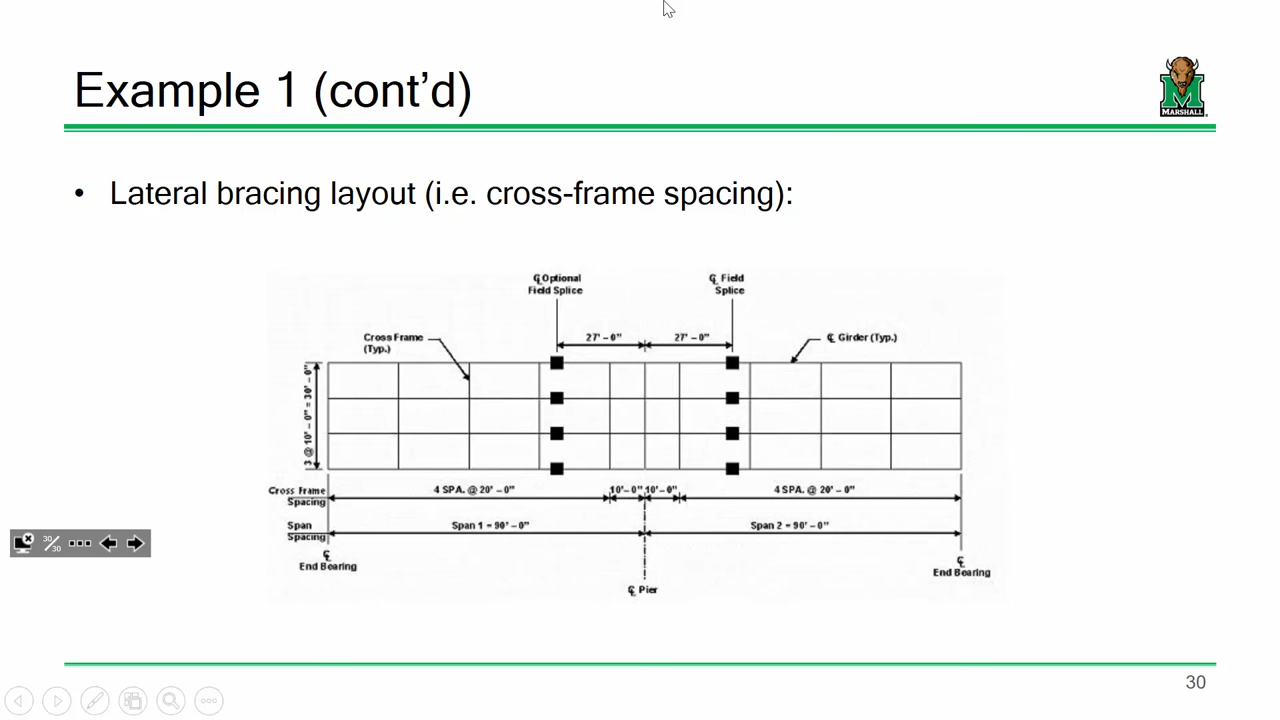 Example 1 (cont’d)
MARSHALL
• Lateral bracing layout (i.e. cross-frame spacing):
℄ Optional
Field Splice
℄ Field
Splice
27' – 0"
27' – 0"
Cross Frame
(Typ.)
℄ Girder (Typ.)
3 @ 10' – 0" = 30' – 0"
Cross Frame
Spacing
4 SPA. @ 20' – 0"
10'–0"
10'–0"
4 SPA. @ 20' – 0"
Span
Spacing
Span 1 = 90' – 0"
Span 2 = 90' – 0"
℄
End Bearing
℄
End Bearing
℄ Pier
30/30
30